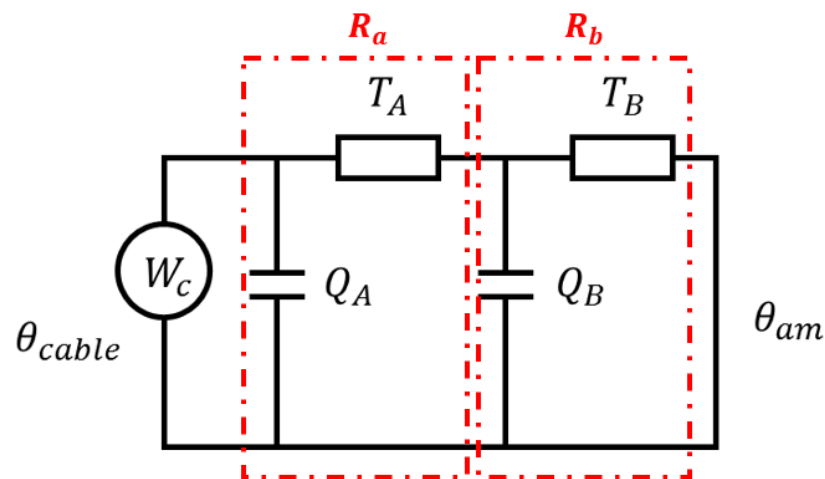 R_a R_b
T_A T_B
W_c Q_A Q_B
θ_cable θ_am